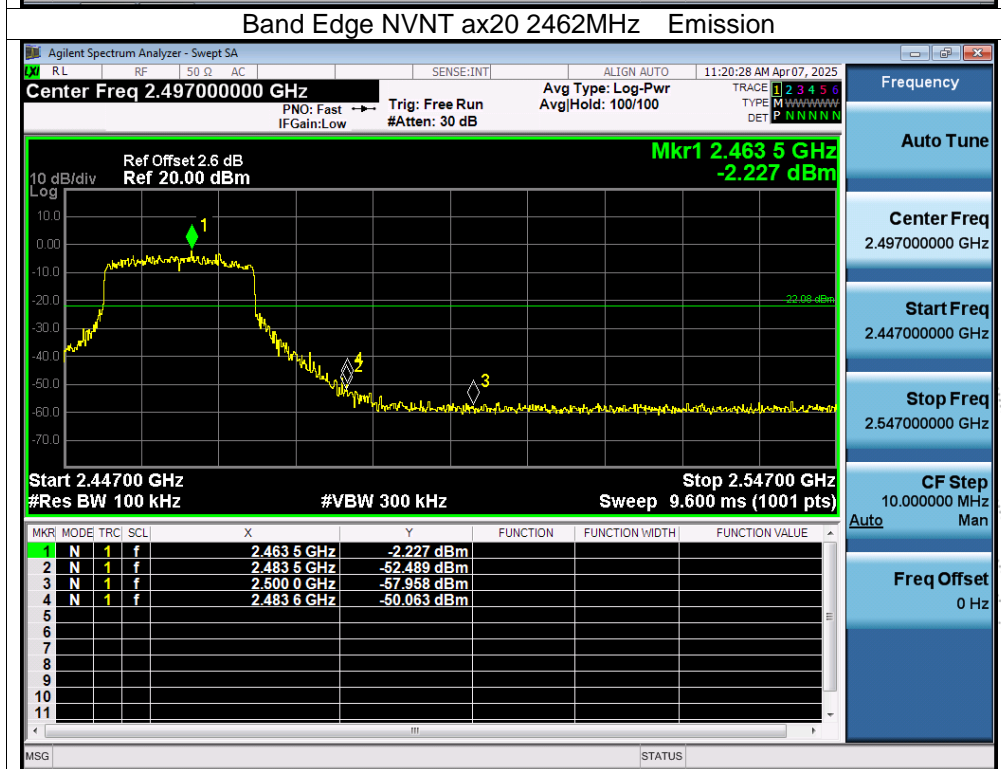 Band Edge NVNT ax20 2462MHz Emission
Agilent Spectrum Analyzer - Swept SA
LXI RL RF 50 Ω AC SENSE:INT ALIGN AUTO 11:20:28 AM Apr 07, 2025
Center Freq 2.497000000 GHz
PNO: Fast
IFGain:Low
Trig: Free Run
#Atten: 30 dB
Avg Type: Log-Pwr
Avg|Hold: 100/100
TRACE 1 2 3 4 5 6
TYPE M WWWWW
DET P N N N N N
Mkr1 2.463 5 GHz
-2.227 dBm
Ref Offset 2.6 dB
10 dB/div Ref 20.00 dBm
Log
10.0
0.00
-10.0
-20.0
-30.0
-40.0
-50.0
-60.0
-70.0
1
-22.08 dBm
4
2
3
Start 2.44700 GHz Stop 2.54700 GHz
#Res BW 100 kHz #VBW 300 kHz Sweep 9.600 ms (1001 pts)
MKR MODE TRC SCL X Y FUNCTION FUNCTION WIDTH FUNCTION VALUE
1 N 1 f 2.463 5 GHz -2.227 dBm
2 N 1 f 2.483 5 GHz -52.489 dBm
3 N 1 f 2.500 0 GHz -57.958 dBm
4 N 1 f 2.483 6 GHz -50.063 dBm
5
6
7
8
9
10
11
MSG STATUS
Frequency
Auto Tune
Center Freq
2.497000000 GHz
Start Freq
2.447000000 GHz
Stop Freq
2.547000000 GHz
CF Step
10.000000 MHz
Auto Man
Freq Offset
0 Hz